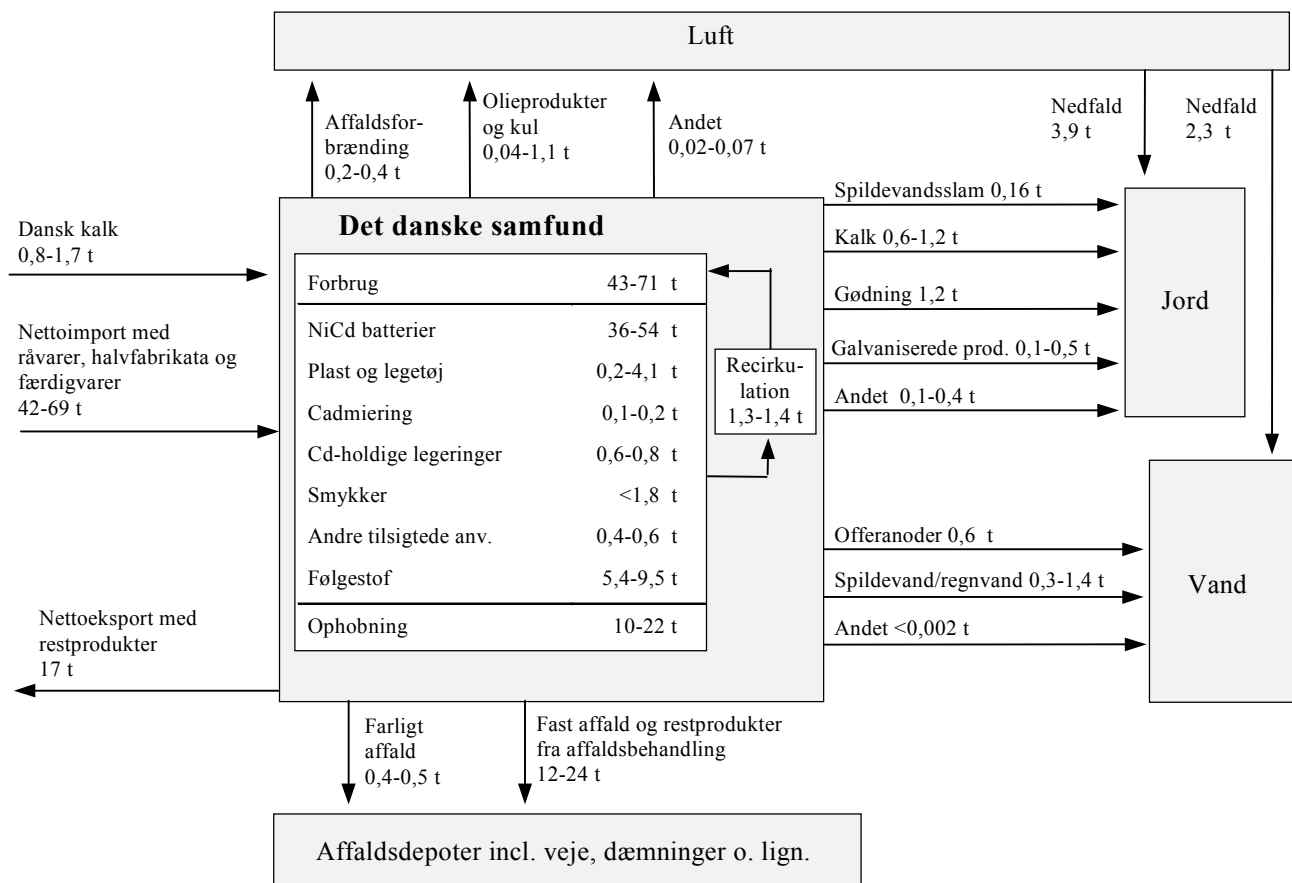 Luft
Affaldsfor-
brænding
0,2-0,4 t
Olieprodukter
og kul
0,04-1,1 t
Andet
0,02-0,07 t
Nedfald
3,9 t
Nedfald
2,3 t
Dansk kalk
0,8-1,7 t
Nettoimport med
råvarer, halvfabrikata og
færdigvarer
42-69 t
Nettoeksport med
restprodukter
17 t
Det danske samfund
Forbrug 43-71 t
NiCd batterier 36-54 t
Plast og legetøj 0,2-4,1 t
Cadmiering 0,1-0,2 t
Cd-holdige legeringer 0,6-0,8 t
Smykker <1,8 t
Andre tilsigtede anv. 0,4-0,6 t
Følgestof 5,4-9,5 t
Ophobning 10-22 t
Recirku-
lation
1,3-1,4 t
Spildevandsslam 0,16 t
Kalk 0,6-1,2 t
Gødning 1,2 t
Galvaniserede prod. 0,1-0,5 t
Andet 0,1-0,4 t
Jord
Offeranoder 0,6 t
Spildevand/regnvand 0,3-1,4 t
Andet <0,002 t
Vand
Farligt
affald
0,4-0,5 t
Fast affald og restprodukter
fra affaldsbehandling
12-24 t
Affaldsdepoter incl. veje, dæmninger o. lign.